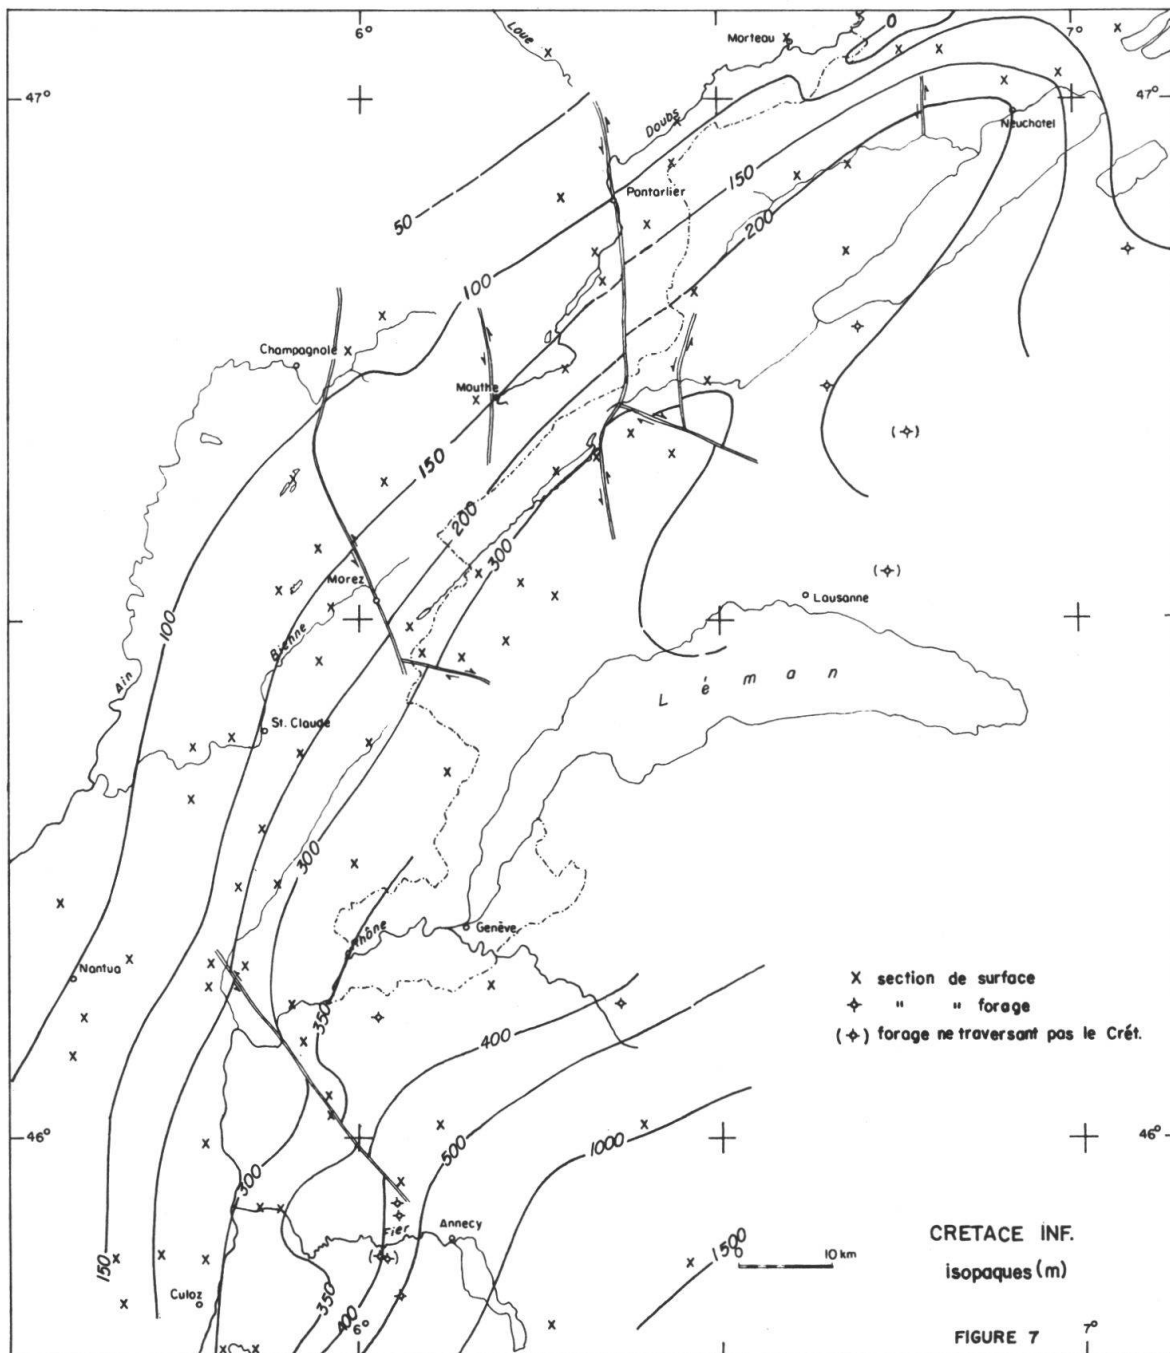 6°
7°
Loue
Morteau
0
47°
47°
Doubs
Neuchatel
50
Pontarlier
150
200
100
Champagnole
Mouthe
150
200
300
Morez
Lausanne
100
Bienne
Ain
Léman
St. Claude
300
Rhône
Genève
Nantua
X section de surface
" " forage
( ) forage ne traversant pas le Crét.
350
400
46°
500
1000
46°
300
Fier
Annecy
1500
CRETACE INF.
0 10 km
isopaques (m)
150
Culoz
350
400
6°
FIGURE 7
7°